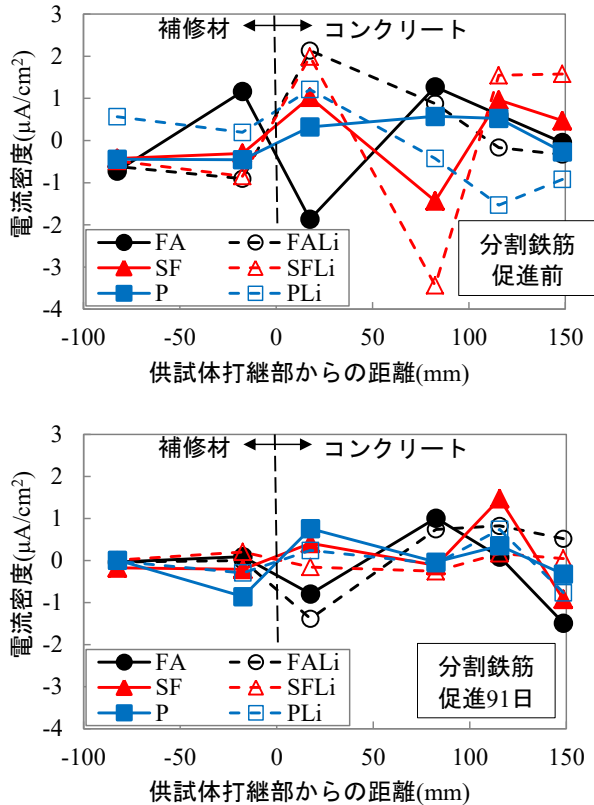 3
2
1
0
-1
-2
-3
-4
電流密度(μA/cm²)
補修材 コンクリート
FA FALi
SF SFLi
P PLi
分割鉄筋
促進前
-100 -50 0 50 100 150
供試体打継部からの距離(mm)
3
2
1
0
-1
-2
-3
-4
電流密度(μA/cm²)
補修材 コンクリート
FA FALi
SF SFLi
P PLi
分割鉄筋
促進91日
-100 -50 0 50 100 150
供試体打継部からの距離(mm)